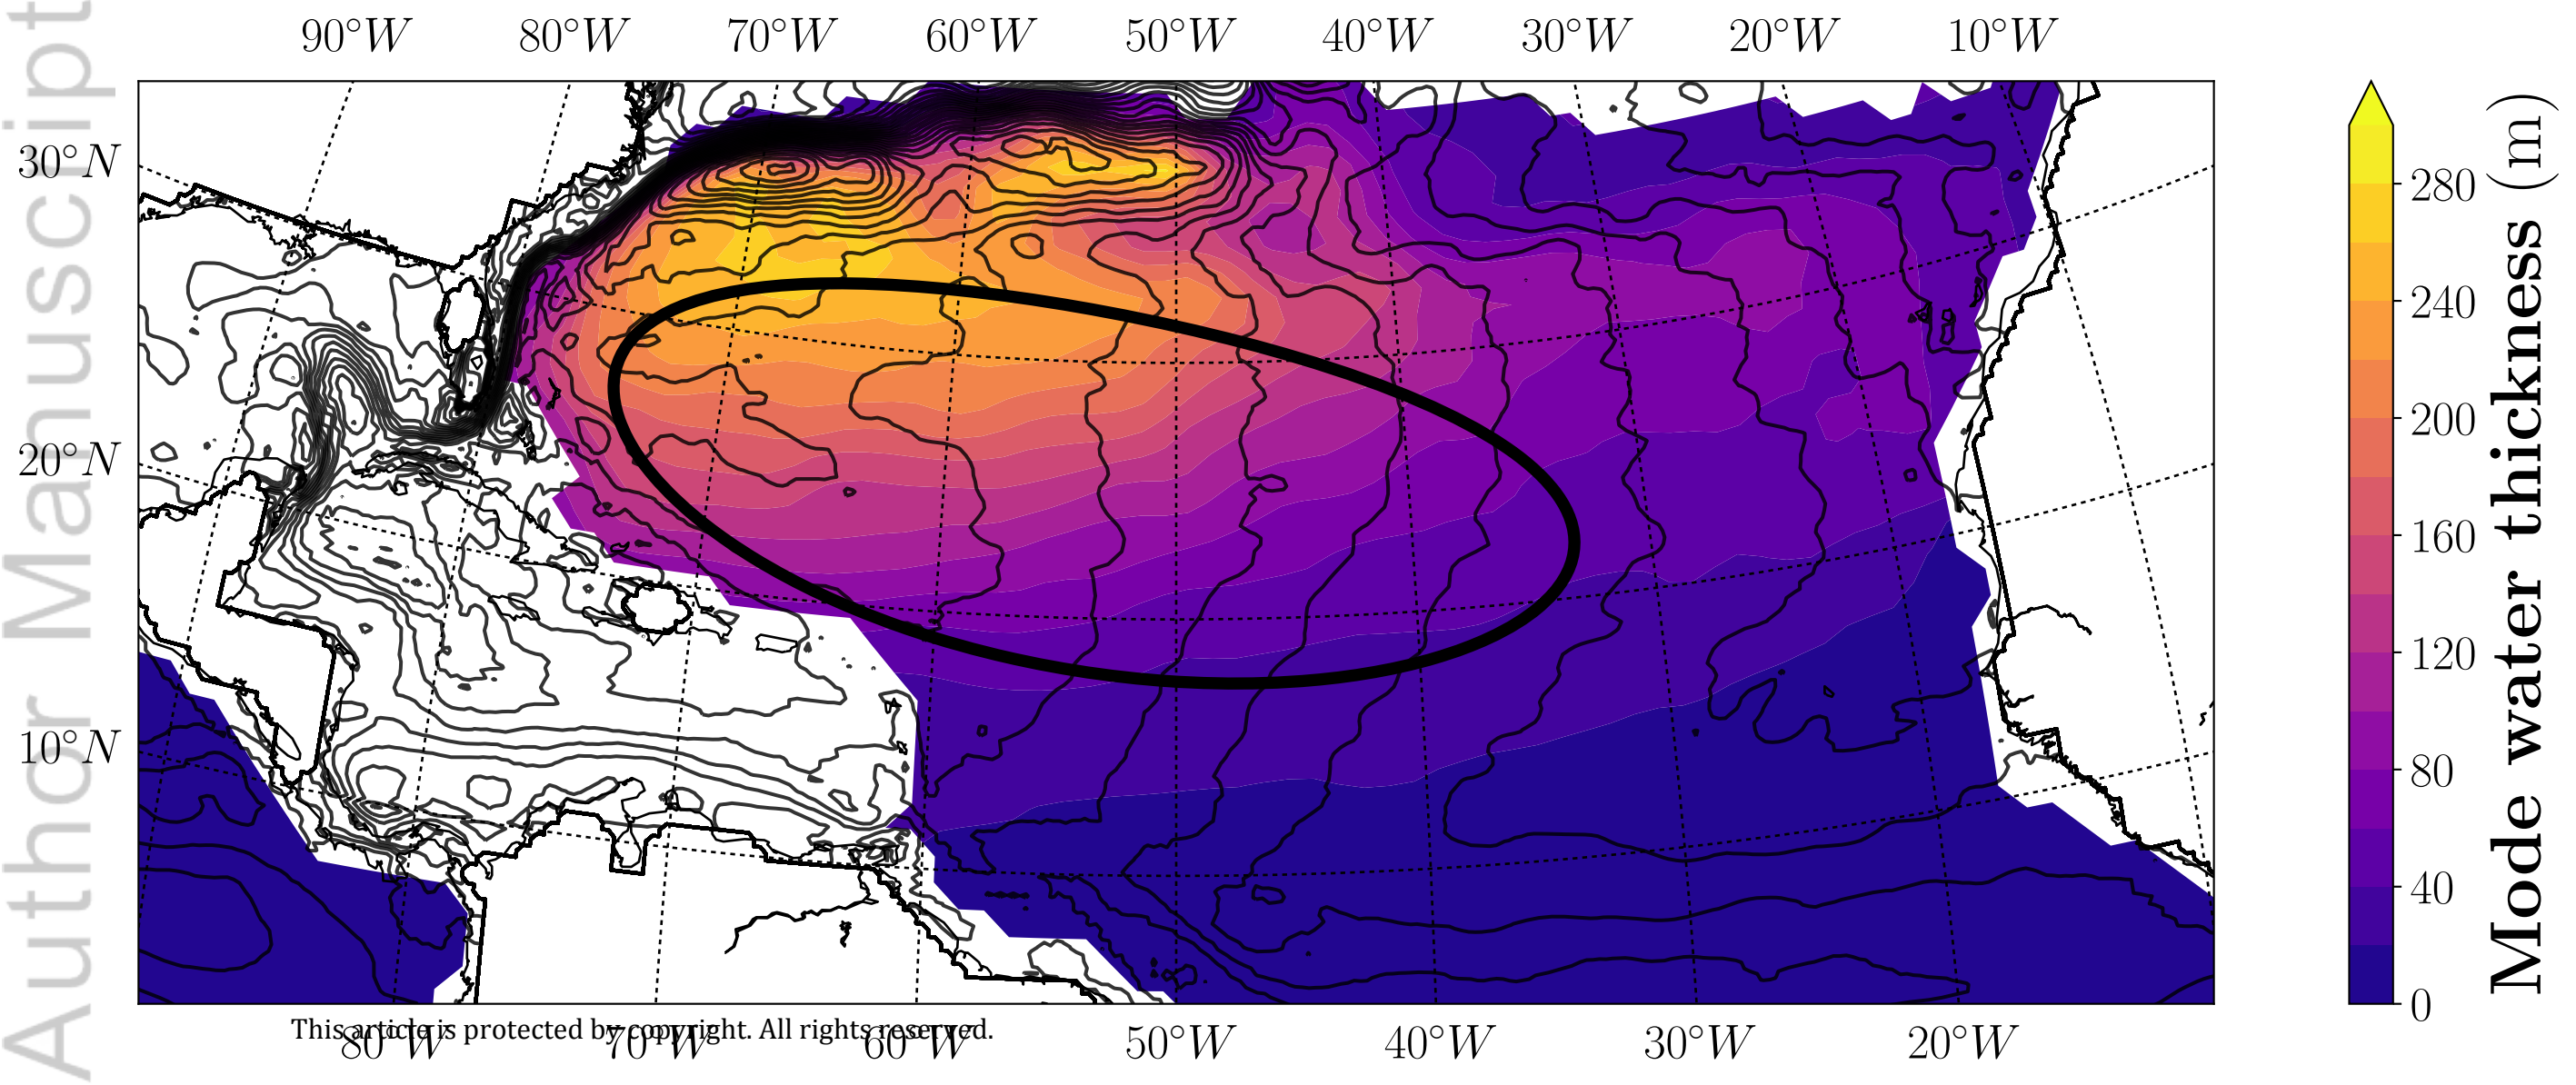 90°W 80°W 70°W 60°W 50°W 40°W 30°W 20°W 10°W
30°N
20°N
10°N
280
240
200
160
120
80
40
0
Mode water thickness (m)
80°W 70°W 60°W 50°W 40°W 30°W 20°W
This article is protected by copyright. All rights reserved.
Author Manuscript